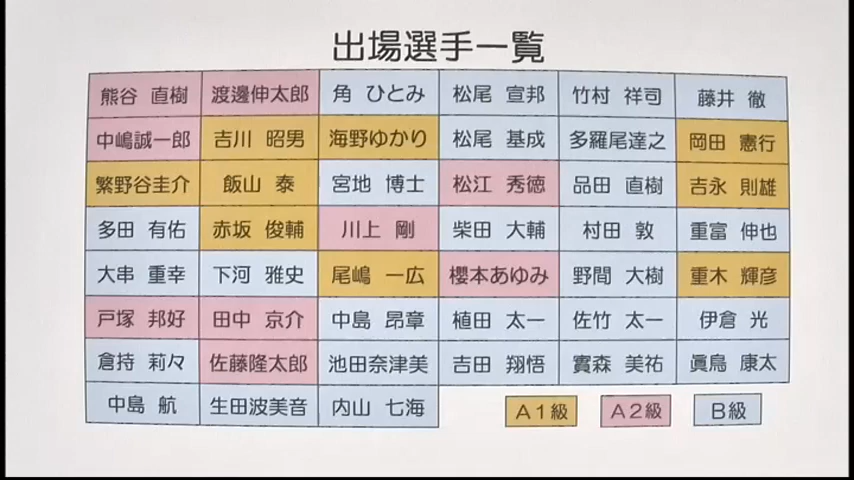 出場選手一覧
熊谷 直樹 渡邊伸太郎 角 ひとみ 松尾 宣邦 竹村 祥司 藤井 徹
中嶋誠一郎 吉川 昭男 海野ゆかり 松尾 基成 多羅尾達之 岡田 憲行
繁野谷圭介 飯山 泰 宮地 博士 松江 秀徳 品田 直樹 吉永 則雄
多田 有佑 赤坂 俊輔 川上 剛 柴田 大輔 村田 敦 重富 伸也
大串 重幸 下河 雅史 尾嶋 一広 櫻本あゆみ 野間 大樹 重木 輝彦
戸塚 邦好 田中 京介 中島 昂章 植田 太一 佐竹 太一 伊倉 光
倉持 莉々 佐藤隆太郎 池田奈津美 吉田 翔悟 實森 美祐 眞鳥 康太
中島 航 生田波美音 内山 七海
A1級 A2級 B級